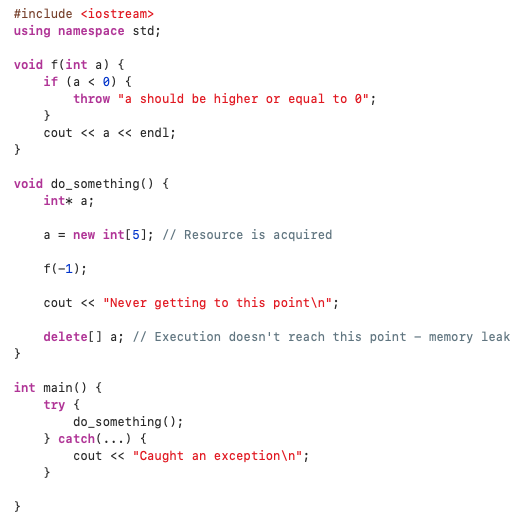 #include <iostream>
using namespace std;
void f(int a) {
if (a < 0) {
throw "a should be higher or equal to 0";
}
cout << a << endl;
}
void do_something() {
int* a;
a = new int[5]; // Resource is acquired
f(-1);
cout << "Never getting to this point\n";
delete[] a; // Execution doesn't reach this point - memory leak
}
int main() {
try {
do_something();
} catch(...) {
cout << "Caught an exception\n";
}
}